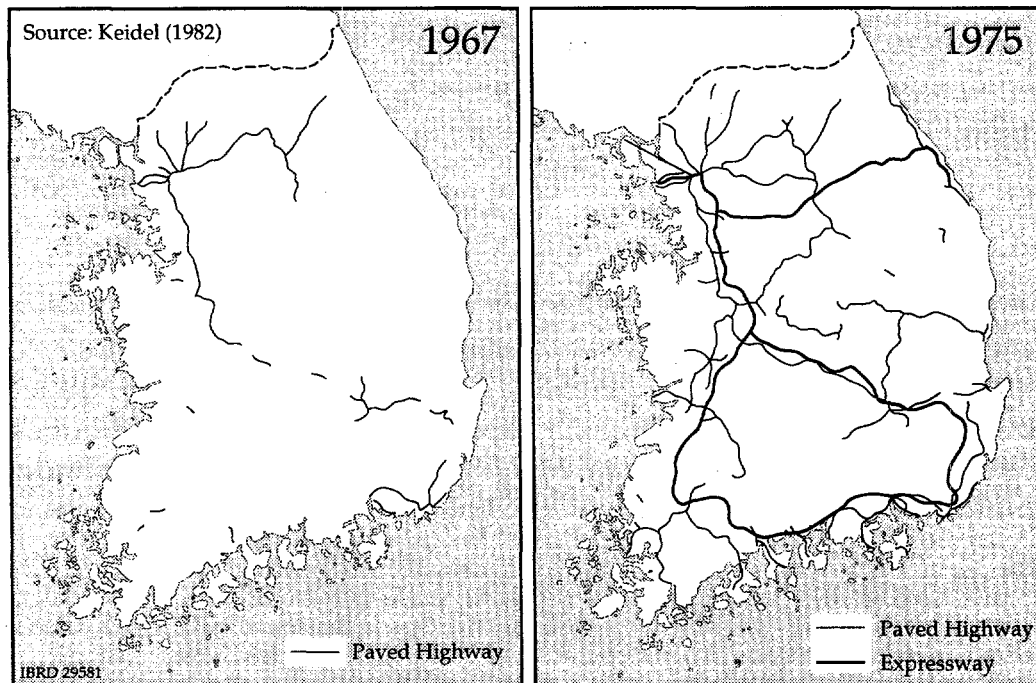 Source: Keidel (1982)
1967
Paved Highway
IBRD 29581
1975
Paved Highway
Expressway